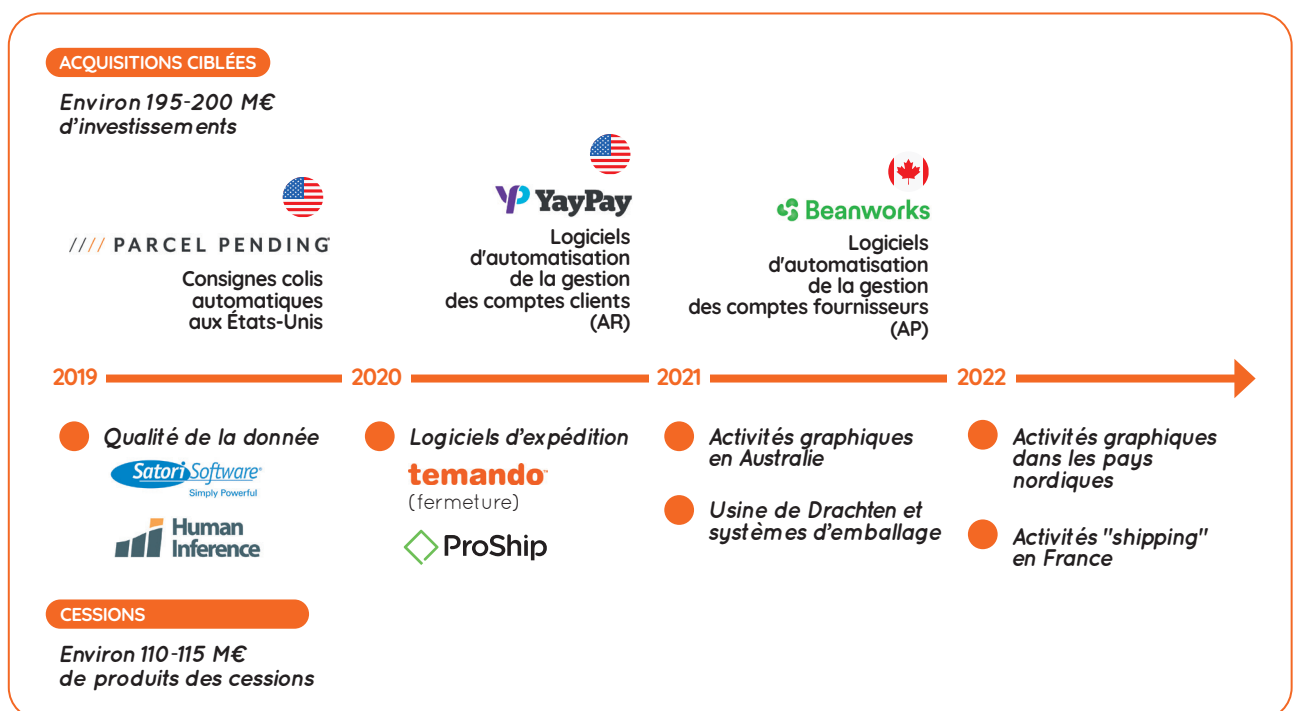 ACQUISITIONS CIBLÉES
Environ 195-200 M€
d'investissements
//// PARCEL PENDING
Consignes colis
automatiques
aux États-Unis
YayPay
Logiciels
d'automatisation
de la gestion
des comptes clients
(AR)
Beanworks
Logiciels
d'automatisation
de la gestion
des comptes fournisseurs
(AP)
2019
2020
2021
2022
Qualité de la donnée
Satori Software
Simply Powerful
Human
Inference
Logiciels d'expédition
temando
(fermeture)
ProShip
Activités graphiques
en Australie
Usine de Drachten et
systèmes d'emballage
Activités graphiques
dans les pays
nordiques
Activités "shipping"
en France
CESSIONS
Environ 110-115 M€
de produits des cessions